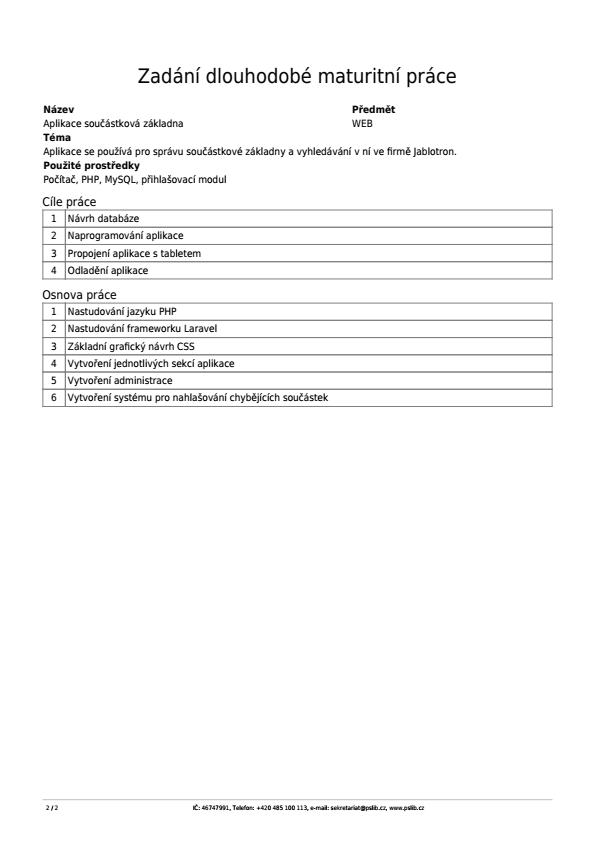 Zadání dlouhodobé maturitní práce
Název Předmět
Aplikace součástková základna WEB
Téma
Aplikace se používá pro správu součástkové základny a vyhledávání v ní ve firmě Jablotron.
Použité prostředky
Počítač, PHP, MySQL, přihlašovací modul
Cíle práce
1 Návrh databáze
2 Naprogramování aplikace
3 Propojení aplikace s tabletem
4 Odladění aplikace
Osnova práce
1 Nastudování jazyku PHP
2 Nastudování frameworku Laravel
3 Základní grafický návrh CSS
4 Vytvoření jednotlivých sekcí aplikace
5 Vytvoření administrace
6 Vytvoření systému pro nahlašování chybějících součástek
2 / 2 IČ: 46747991, Telefon: +420 485 100 113, e-mail: sekretariat@pslib.cz, www.pslib.cz